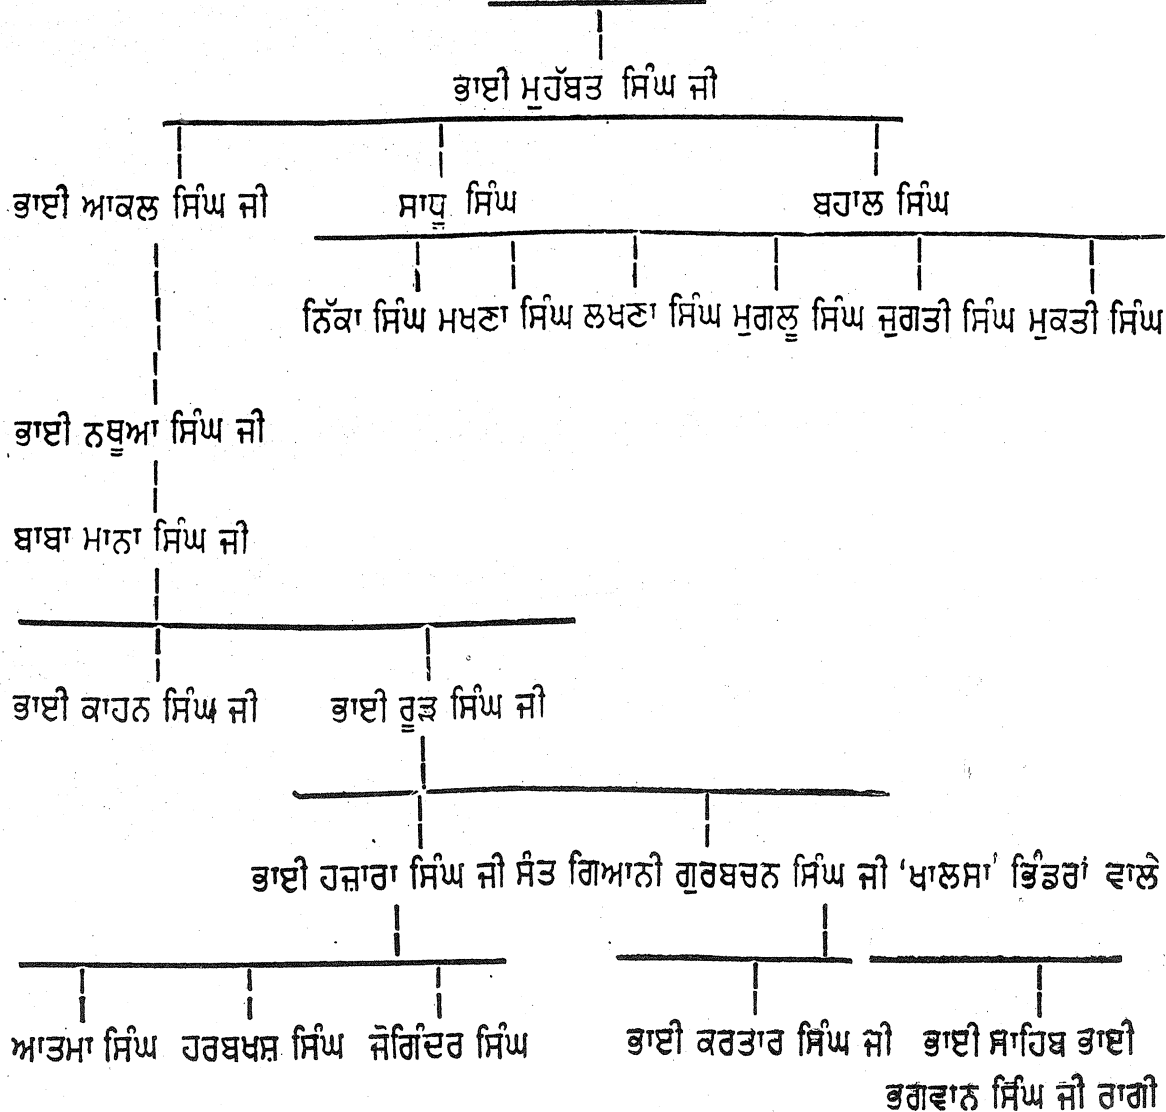 ਭਾਈ ਮੁਹੱਬਤ ਸਿੰਘ ਜੀ
ਭਾਈ ਆਕਲ ਸਿੰਘ ਜੀ ਸਾਧੂ ਸਿੰਘ ਬਹਾਲ ਸਿੰਘ
ਨਿੱਕਾ ਸਿੰਘ ਮਖਣਾ ਸਿੰਘ ਲਖਣਾ ਸਿੰਘ ਮੁਗਲੂ ਸਿੰਘ ਜੁਗਤੀ ਸਿੰਘ ਮੁਕਤੀ ਸਿੰਘ
ਭਾਈ ਨਥੂਆ ਸਿੰਘ ਜੀ
ਬਾਬਾ ਮਾਨਾ ਸਿੰਘ ਜੀ
ਭਾਈ ਕਾਹਨ ਸਿੰਘ ਜੀ ਭਾਈ ਰੂੜ ਸਿੰਘ ਜੀ
ਭਾਈ ਹਜ਼ਾਰਾ ਸਿੰਘ ਜੀ ਸੰਤ ਗਿਆਨੀ ਗੁਰਬਚਨ ਸਿੰਘ ਜੀ ‘ਖਾਲਸਾ’ ਭਿੰਡਰਾਂ ਵਾਲੇ
ਆਤਮਾ ਸਿੰਘ ਹਰਬਖਸ਼ ਸਿੰਘ ਜੋਗਿੰਦਰ ਸਿੰਘ ਭਾਈ ਕਰਤਾਰ ਸਿੰਘ ਜੀ ਭਾਈ ਸਾਹਿਬ ਭਾਈ
ਭਗਵਾਨ ਸਿੰਘ ਜੀ ਰਾਗੀ